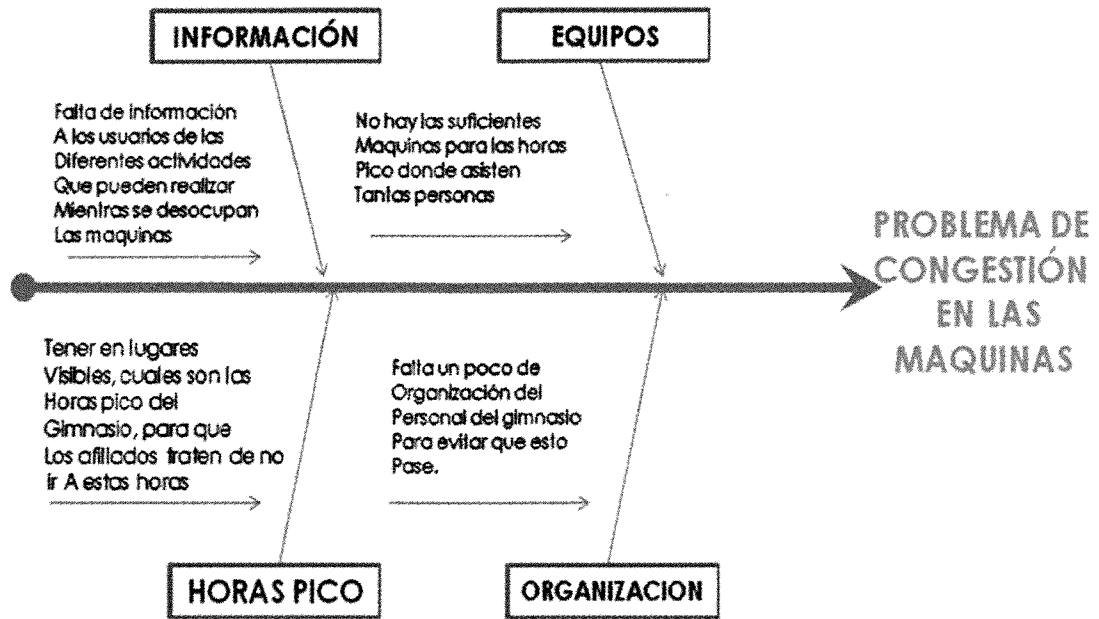 INFORMACIÓN
EQUIPOS
Falta de información
A los usuarios de las
Diferentes actividades
Que pueden realizar
Mientras se desocupan
Las maquinas
No hay las suficientes
Maquinas para las horas
Pico donde asisten
Tantas personas
PROBLEMA DE
CONGESTIÓN
EN LAS
MAQUINAS
Tener en lugares
Visibles, cuales son las
Horas pico del
Gimnasio, para que
Los afiliados traten de no
ir A estas horas
Falta un poco de
Organización del
Personal del gimnasio
Para evitar que esto
Pase.
HORAS PICO
ORGANIZACION